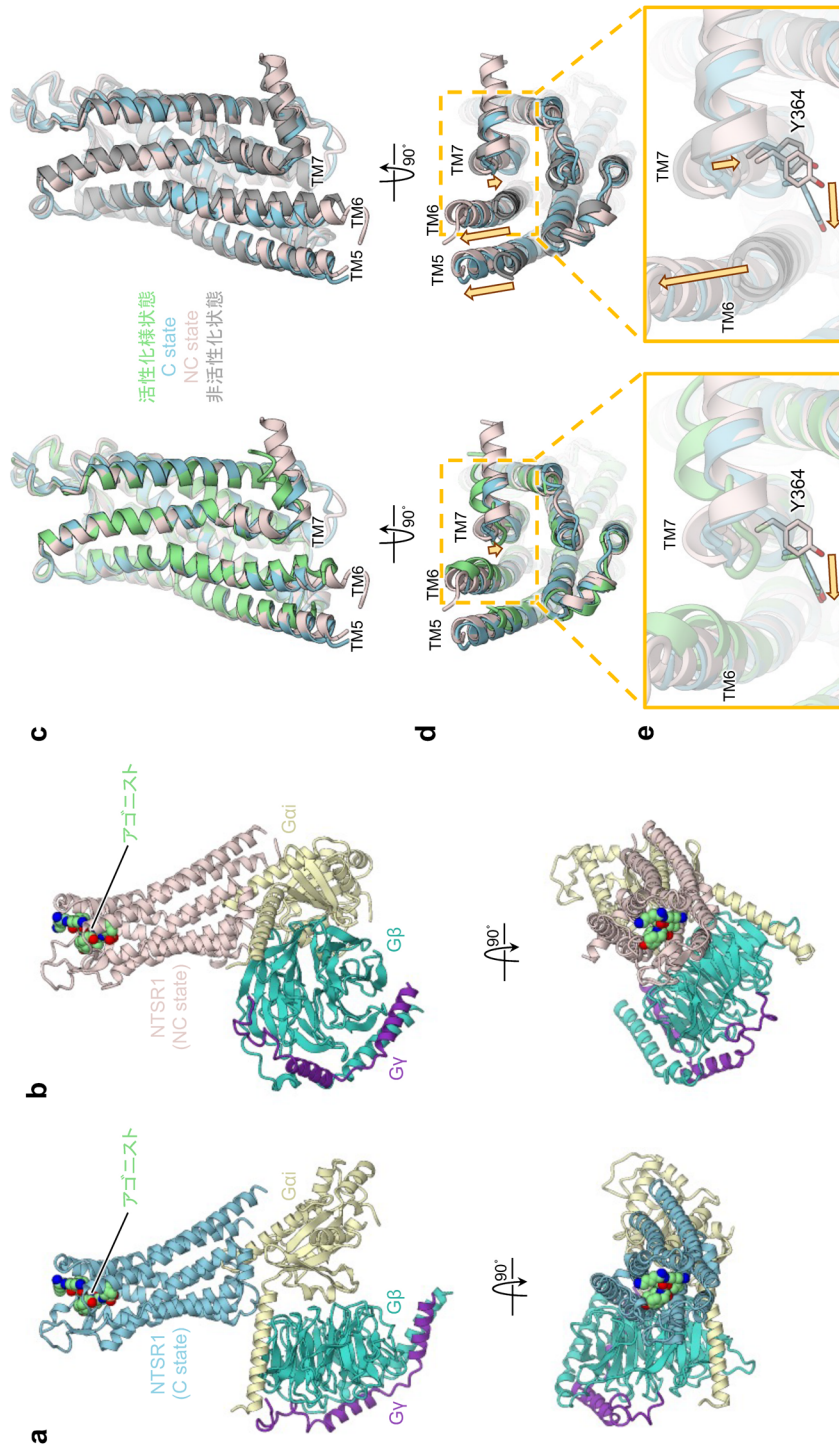 a
NTSR1
(C state)
アゴニスト
Gαi
Gβ
Gγ
90°
b
NTSR1
(NC state)
アゴニスト
Gαi
Gβ
Gγ
90°
c
TM5
TM6
TM7
活性化様状態
C state
NC state
非活性化状態
TM5
TM6
TM7
90°
90°
d
TM5
TM6
TM7
TM5
TM6
TM7
e
TM6
TM7
Y364
TM6
TM7
Y364